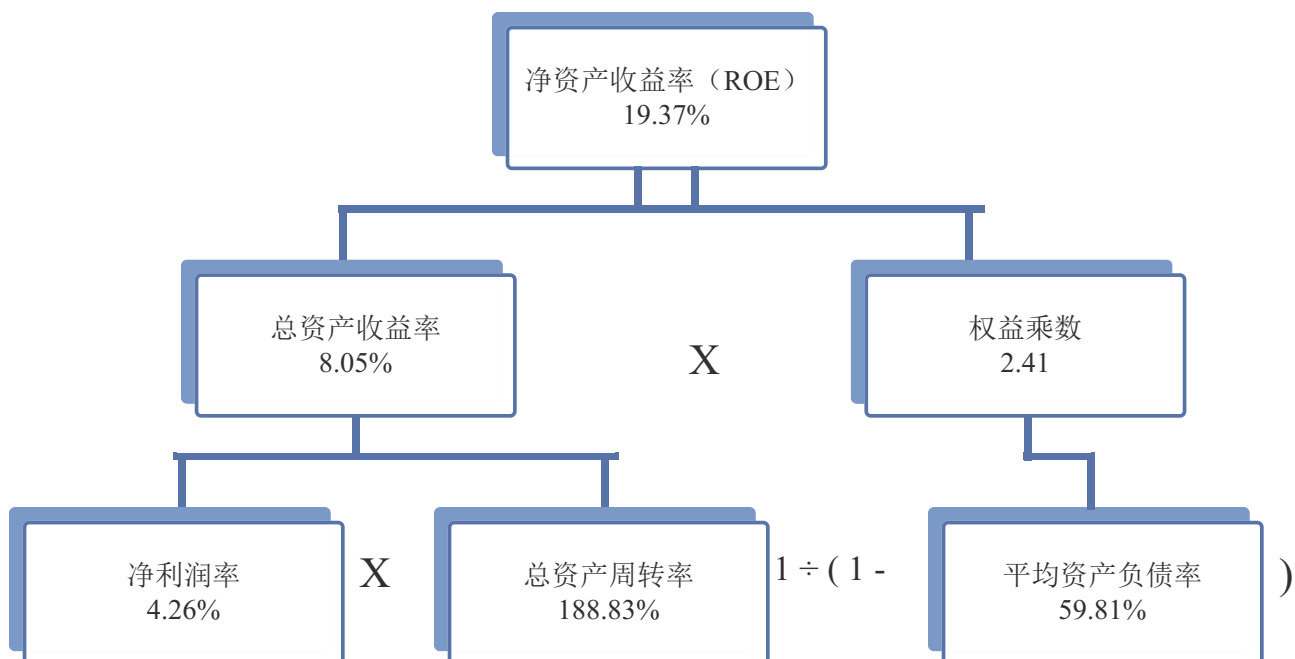 净资产收益率（ROE）
19.37%
总资产收益率
8.05%
X
权益乘数
2.41
净利润率
4.26%
X
总资产周转率
188.83%
1 ÷ ( 1 -
平均资产负债率
59.81%
)